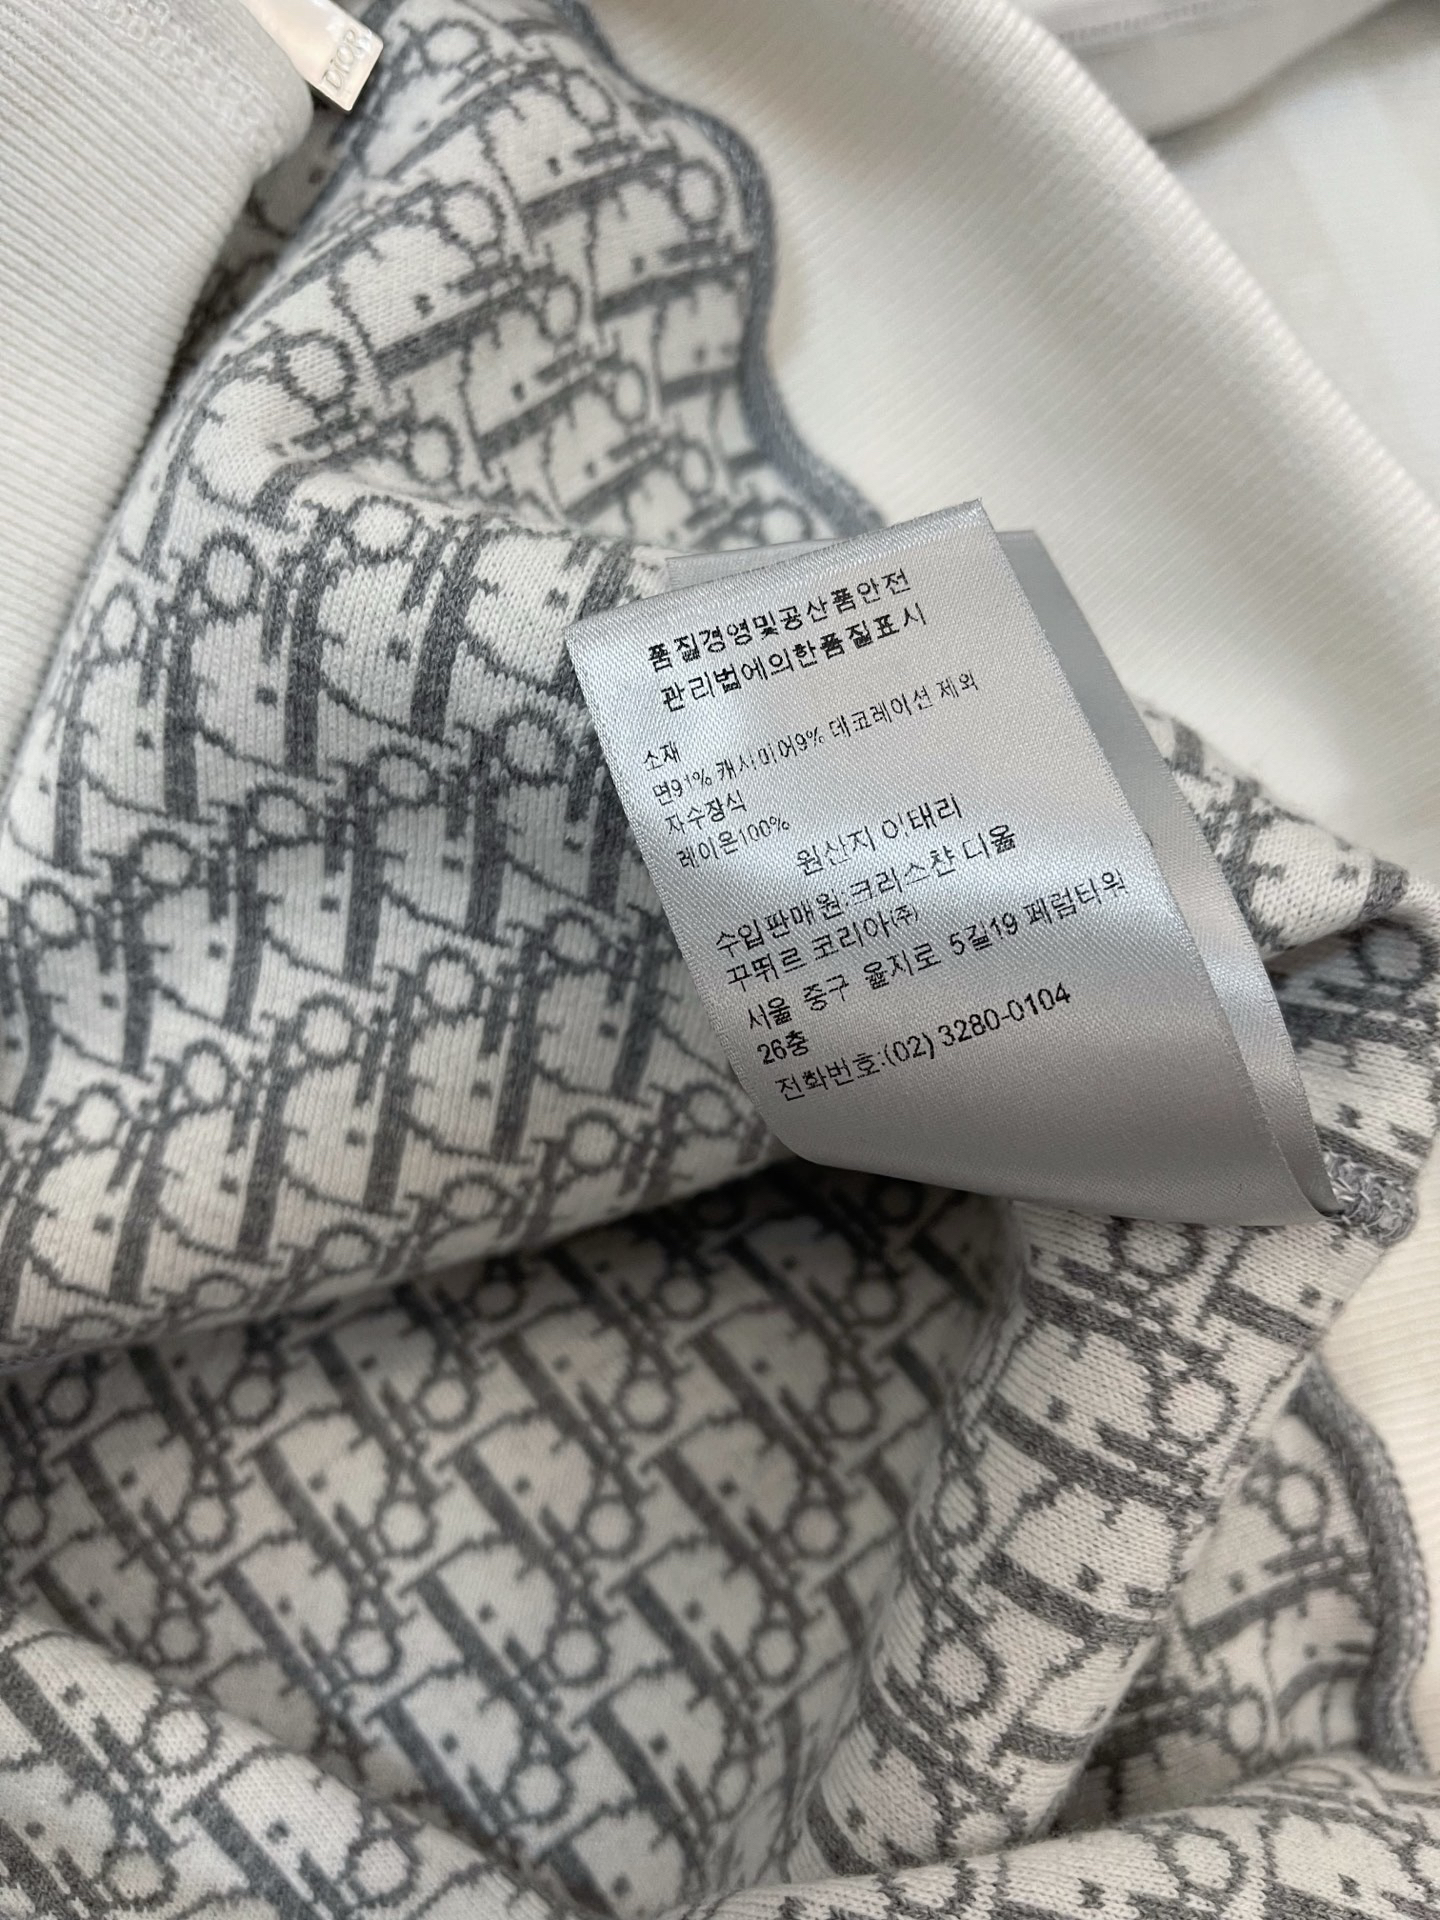 DIOR
품질경영및공산품안전
관리법에의한품질표시
소재
면91% 캐시미어9% 데코레이션 제외
자수장식
레이온100%
원산지 이태리
수입판매원:크리스챤 디올
꾸뛰르 코리아(주)
서울 중구 을지로 5길19 페럼타워
26층
전화번호:(02) 3280-0104